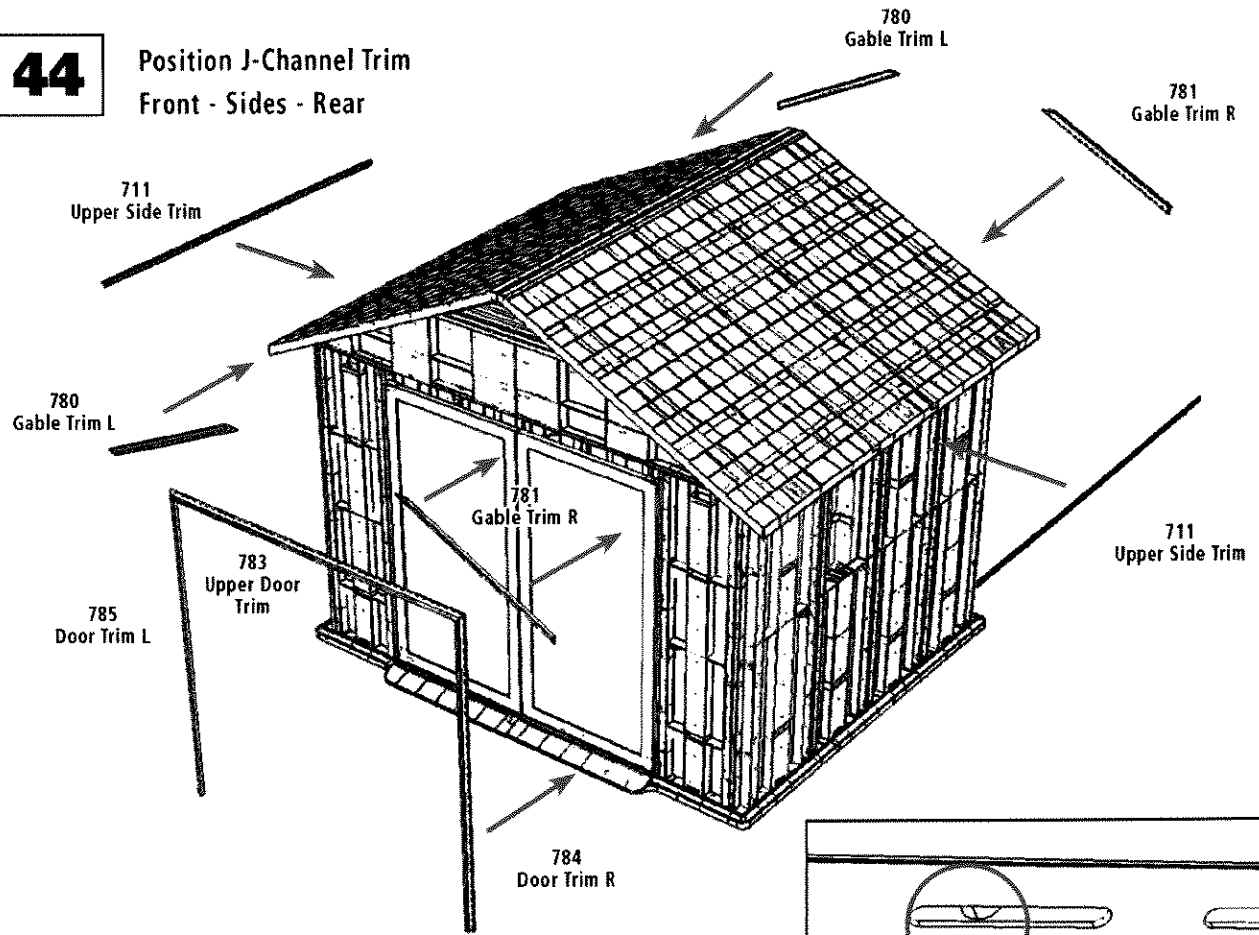 44
Position J-Channel Trim
Front - Sides - Rear
780
Gable Trim L
781
Gable Trim R
711
Upper Side Trim
780
Gable Trim L
781
Gable Trim R
783
Upper Door
Trim
785
Door Trim L
711
Upper Side Trim
784
Door Trim R